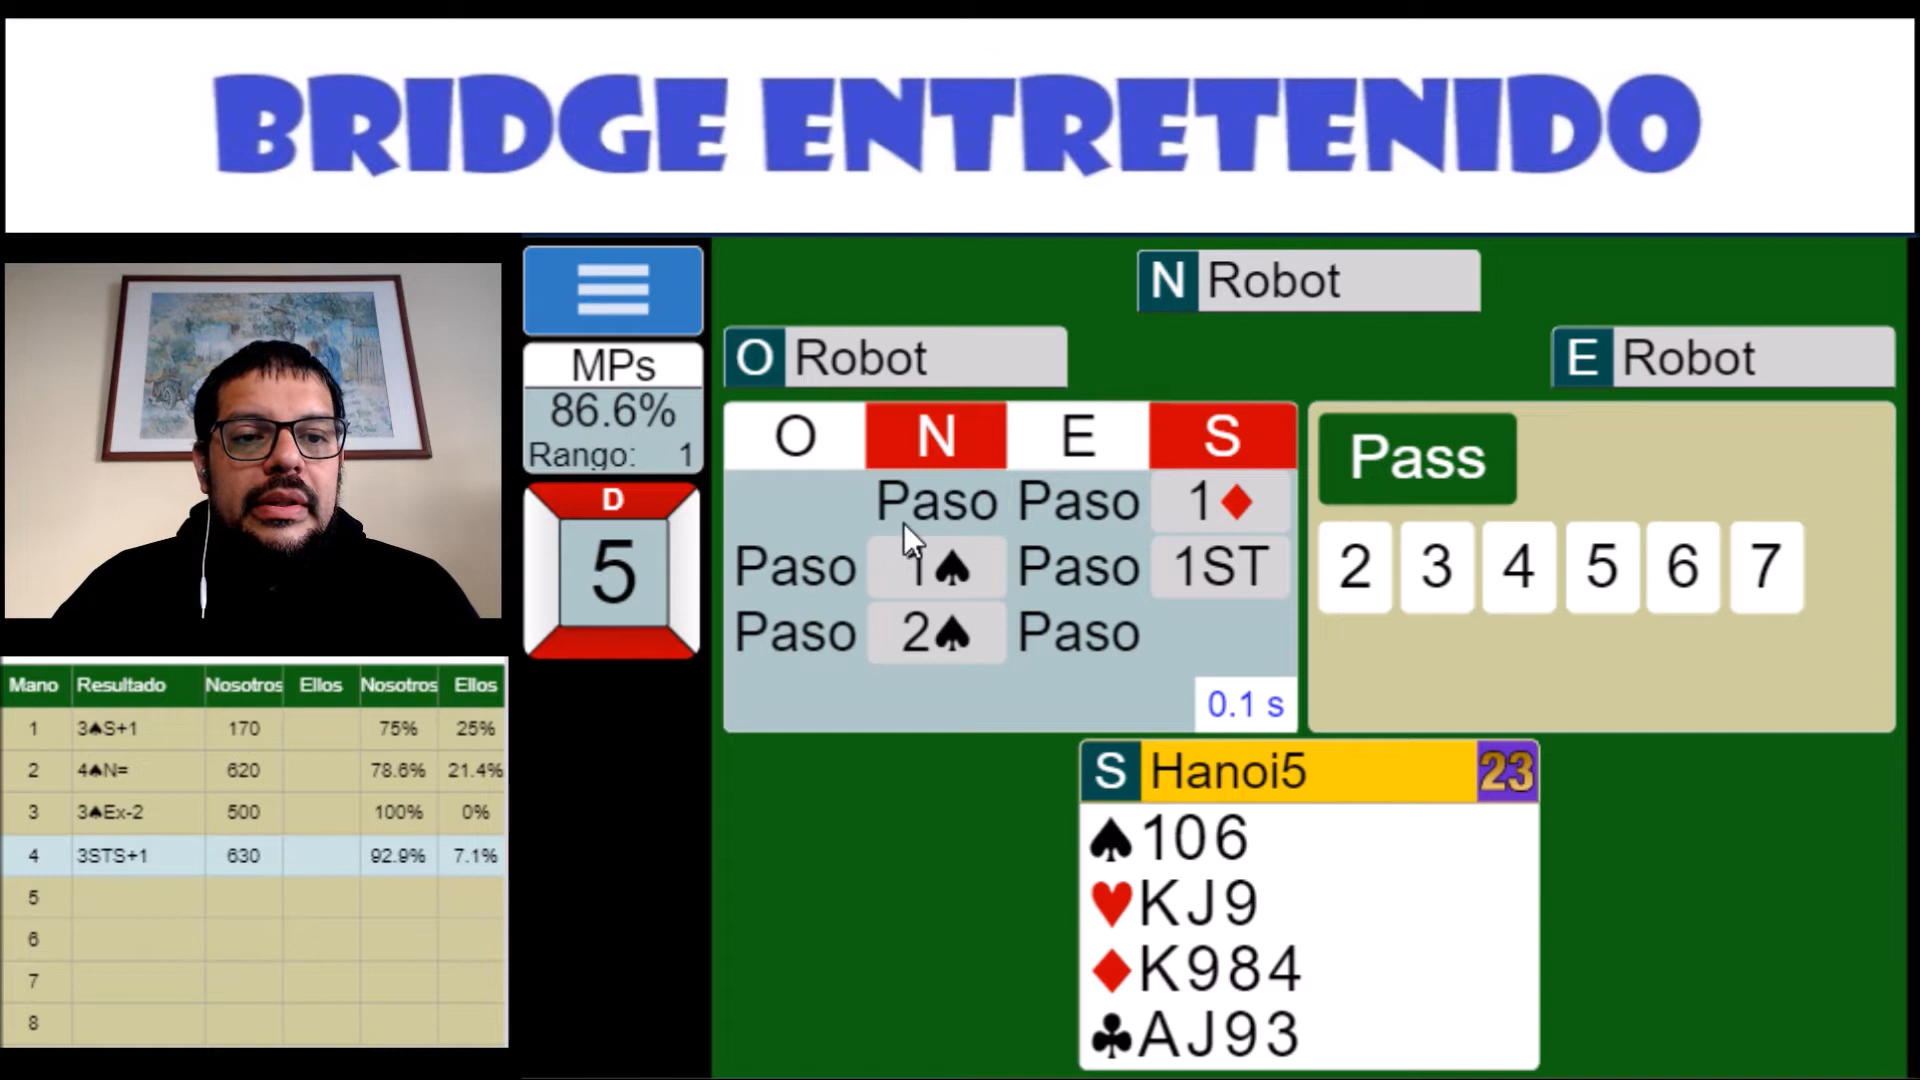 BRIDGE ENTRETENIDO
N Robot
O Robot
E Robot
MPs
86.6%
Rango: 1
D
5
O N E S
Paso Paso 1♦
Paso 1♠ Paso 1ST
Paso 2♠ Paso
0.1 s
Pass
2 3 4 5 6 7
S Hanoi5 23
♠106
♥KJ9
♦K984
♣AJ93
Mano Resultado Nosotros Ellos Nosotros Ellos
1 3♠S+1 170 75% 25%
2 4♠N= 620 78.6% 21.4%
3 3♠Ex-2 500 100% 0%
4 3STS+1 630 92.9% 7.1%
5
6
7
8